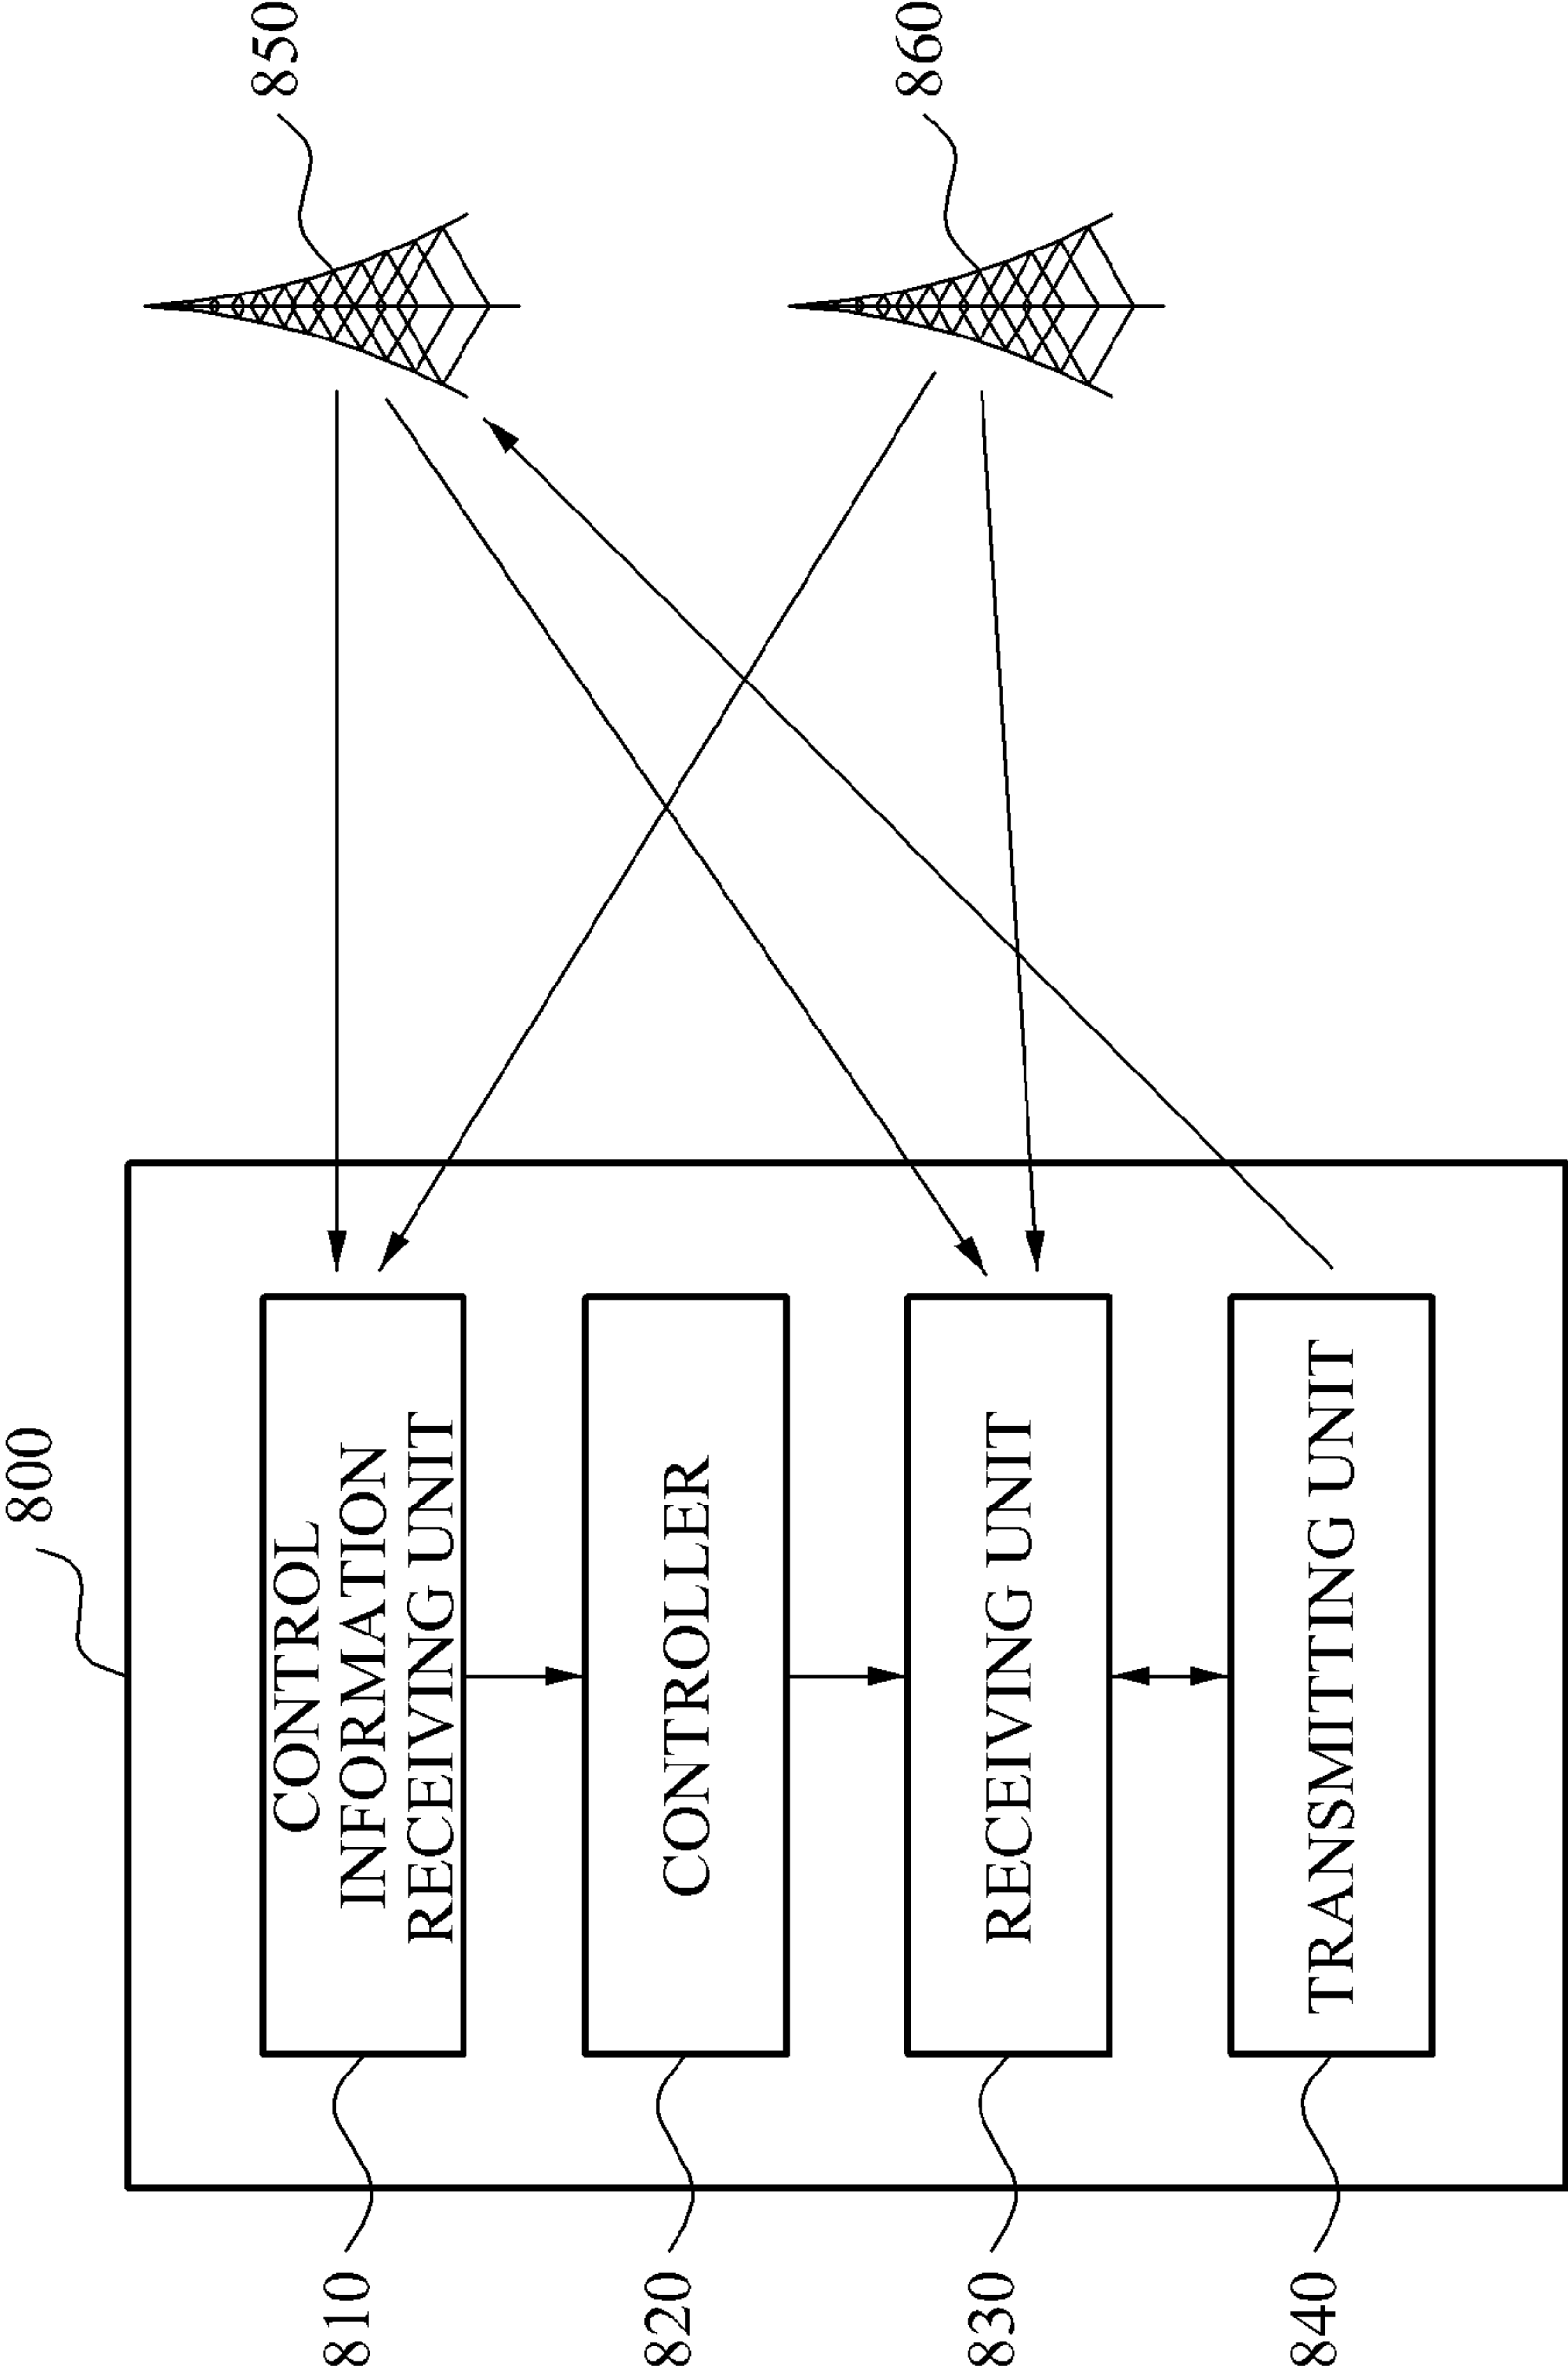 800
810
CONTROL
INFORMATION
RECEIVING UNIT
850
820
CONTROLLER
830
RECEIVING UNIT
860
840
TRANSMITTING UNIT